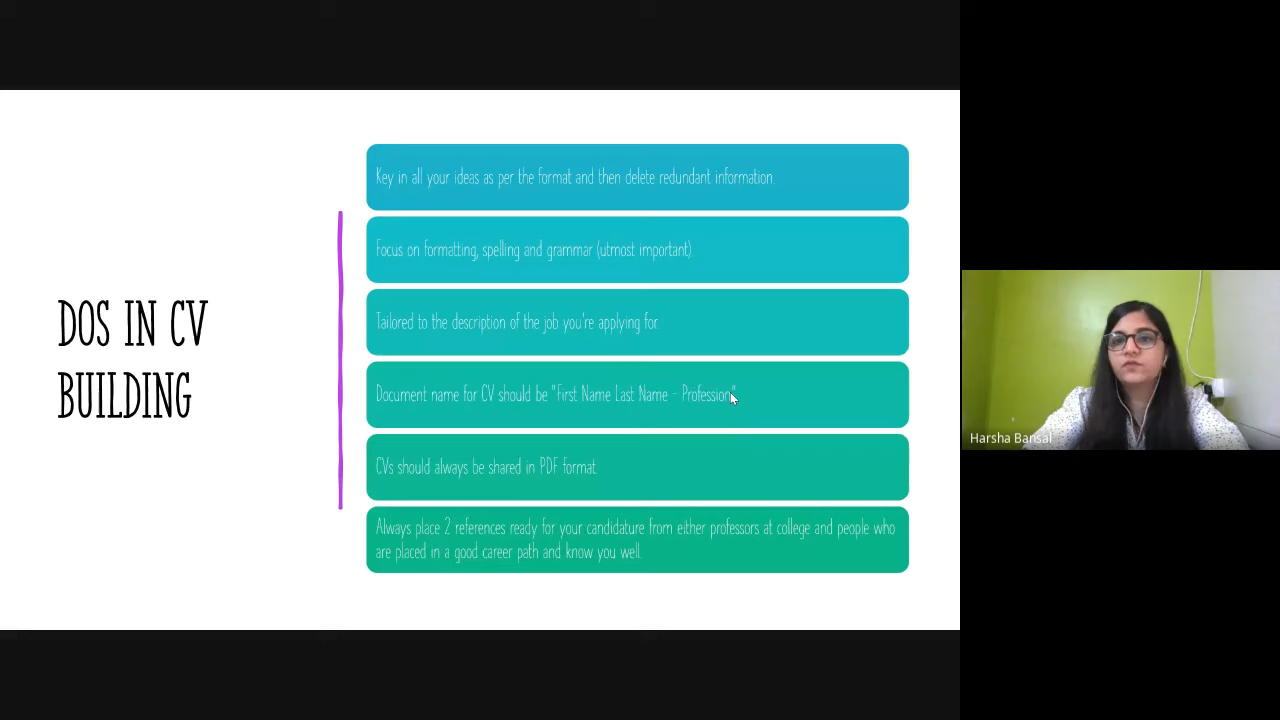 DOS IN CV
BUILDING
Key in all your ideas as per the format and then delete redundant information.
Focus on formatting, spelling and grammar (utmost important).
Tailored to the description of the job you're applying for.
Document name for CV should be "First Name Last Name - Profession"
CVs should always be shared in PDF format.
Always place 2 references ready for your candidature from either professors at college and people who
are placed in a good career path and know you well.
Harsha Bansal